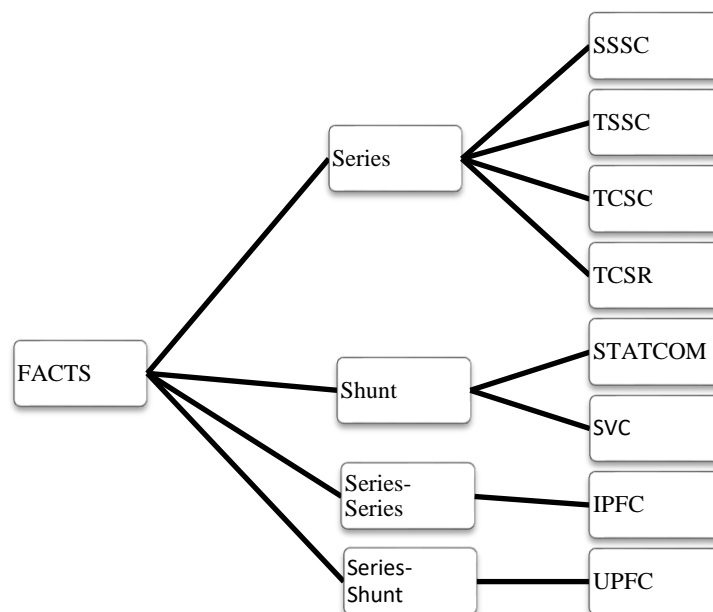 SSSC
TSSC
Series
TCSC
TCSR
FACTS
STATCOM
Shunt
SVC
Series-
Series
IPFC
Series-
Shunt
UPFC